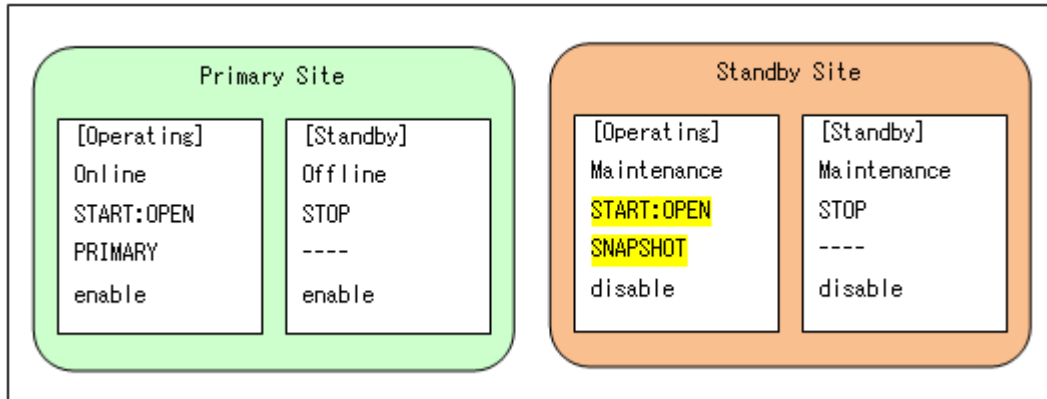 Primary Site
[Operating]
Online
START:OPEN
PRIMARY
enable
[Standby]
Offline
STOP
----
enable
Standby Site
[Operating]
Maintenance
START:OPEN
SNAPSHOT
disable
[Standby]
Maintenance
STOP
----
disable